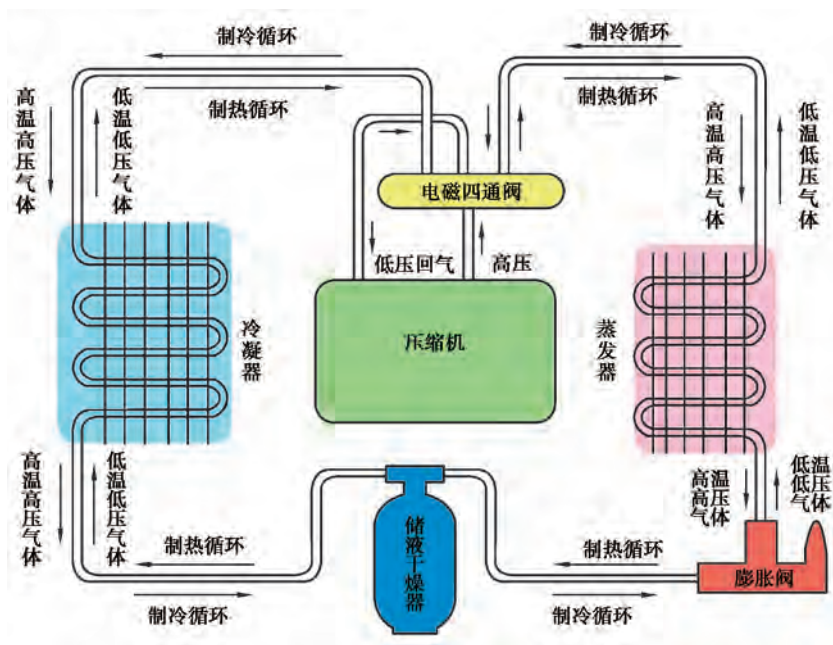 制冷循环
制热循环
制冷循环
制热循环
高温高压气体
低温低压气体
高温高压气体
低温低压气体
电磁四通阀
低压回气
高压
压缩机
冷凝器
蒸发器
高温高压气体
低温低压气体
高温
高压
气体
低温
低压
气体
制热循环
制冷循环
储液干燥器
制热循环
制冷循环
膨胀阀